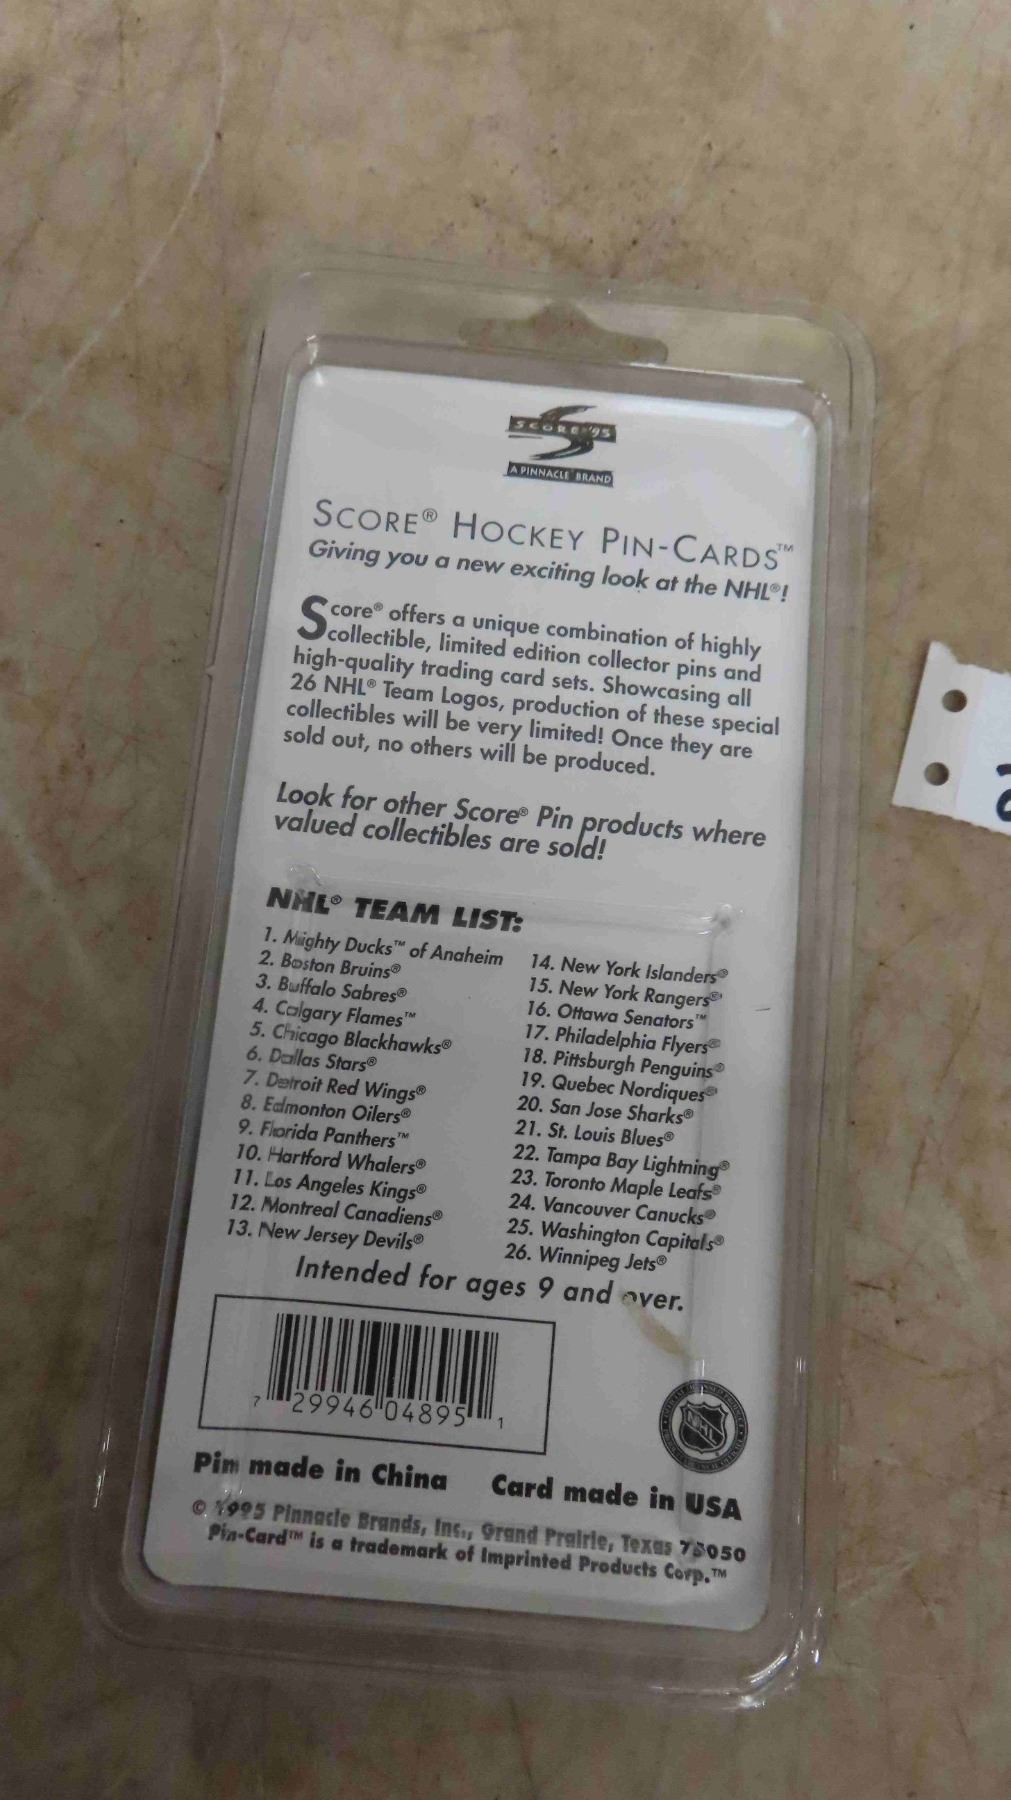 SCORE '95
A PINNACLE BRAND
SCORE® HOCKEY PIN-CARDS™
Giving you a new exciting look at the NHL®!
Score® offers a unique combination of highly
collectible, limited edition collector pins and
high-quality trading card sets. Showcasing all
26 NHL® Team Logos, production of these special
collectibles will be very limited! Once they are
sold out, no others will be produced.
Look for other Score® Pin products where
valued collectibles are sold!
NHL® TEAM LIST:
1. Mighty Ducks™ of Anaheim
2. Boston Bruins®
3. Buffalo Sabres®
4. Calgary Flames™
5. Chicago Blackhawks®
6. Dallas Stars®
7. Detroit Red Wings®
8. Edmonton Oilers®
9. Florida Panthers™
10. Hartford Whalers®
11. Los Angeles Kings®
12. Montreal Canadiens®
13. New Jersey Devils®
14. New York Islanders®
15. New York Rangers®
16. Ottawa Senators™
17. Philadelphia Flyers®
18. Pittsburgh Penguins®
19. Quebec Nordiques®
20. San Jose Sharks®
21. St. Louis Blues®
22. Tampa Bay Lightning®
23. Toronto Maple Leafs®
24. Vancouver Canucks®
25. Washington Capitals®
26. Winnipeg Jets®
Intended for ages 9 and over.
7 29946 04895 1
NHL
Pin made in China Card made in USA
© 1995 Pinnacle Brands, Inc., Grand Prairie, Texas 75050
Pin-Card™ is a trademark of Imprinted Products Corp.™